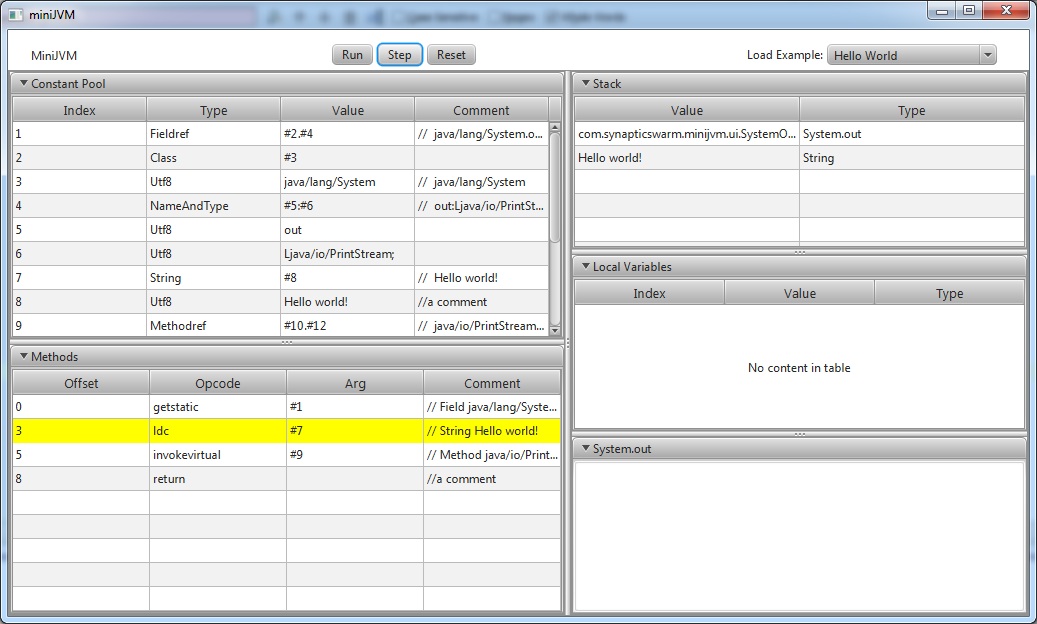 miniJVM
MiniJVM Run Step Reset Load Example: Hello World
Constant Pool
Index Type Value Comment
1 Fieldref #2.#4 // java/lang/System.o...
2 Class #3
3 Utf8 java/lang/System // java/lang/System
4 NameAndType #5:#6 // out:Ljava/io/PrintSt...
5 Utf8 out
6 Utf8 Ljava/io/PrintStream;
7 String #8 // Hello world!
8 Utf8 Hello world! //a comment
9 Methodref #10.#12 // java/io/PrintStream...
Methods
Offset Opcode Arg Comment
0 getstatic #1 // Field java/lang/Syste...
3 ldc #7 // String Hello world!
5 invokevirtual #9 // Method java/io/Print...
8 return //a comment
Stack
Value Type
com.synapticswarm.minijvm.ui.SystemO... System.out
Hello world! String
Local Variables
Index Value Type
No content in table
System.out